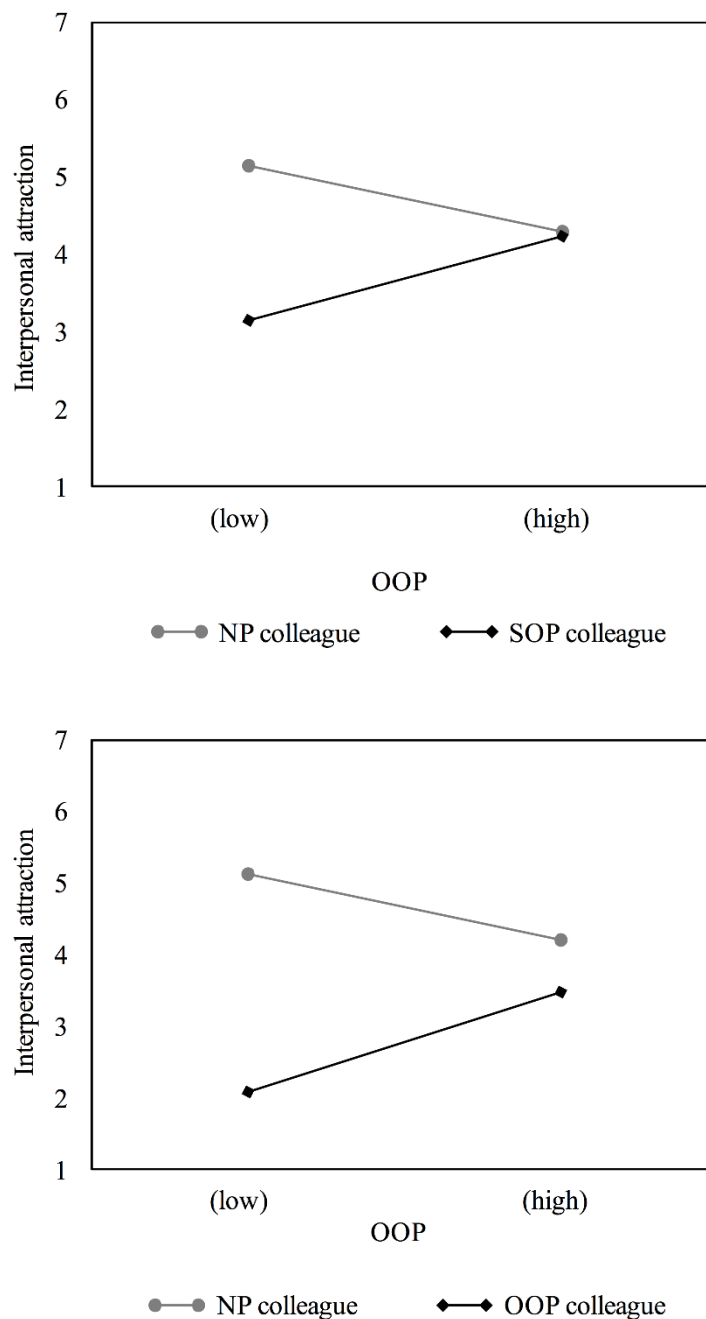 7
6
5
4
3
2
1
Interpersonal attraction
(low) (high)
OOP
NP colleague SOP colleague
7
6
5
4
3
2
1
Interpersonal attraction
(low) (high)
OOP
NP colleague OOP colleague